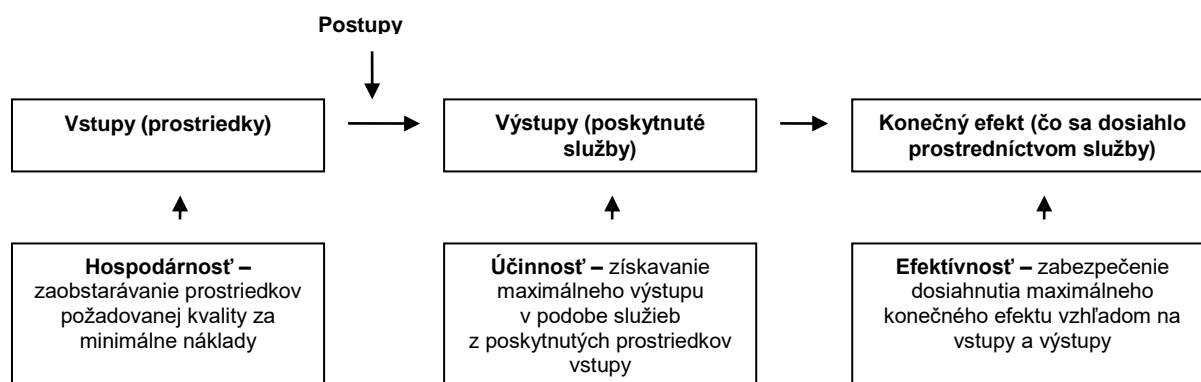 Postupy
Vstupy (prostriedky)
Výstupy (poskytnuté
služby)
Konečný efekt (čo sa dosiahlo
prostredníctvom služby)
Hospodárnosť –
zaobstarávanie prostriedkov
požadovanej kvality za
minimálne náklady
Účinnosť – získavanie
maximálneho výstupu
v podobe služieb
z poskytnutých prostriedkov
vstupy
Efektívnosť – zabezpečenie
dosiahnutia maximálneho
konečného efektu vzhľadom na
vstupy a výstupy